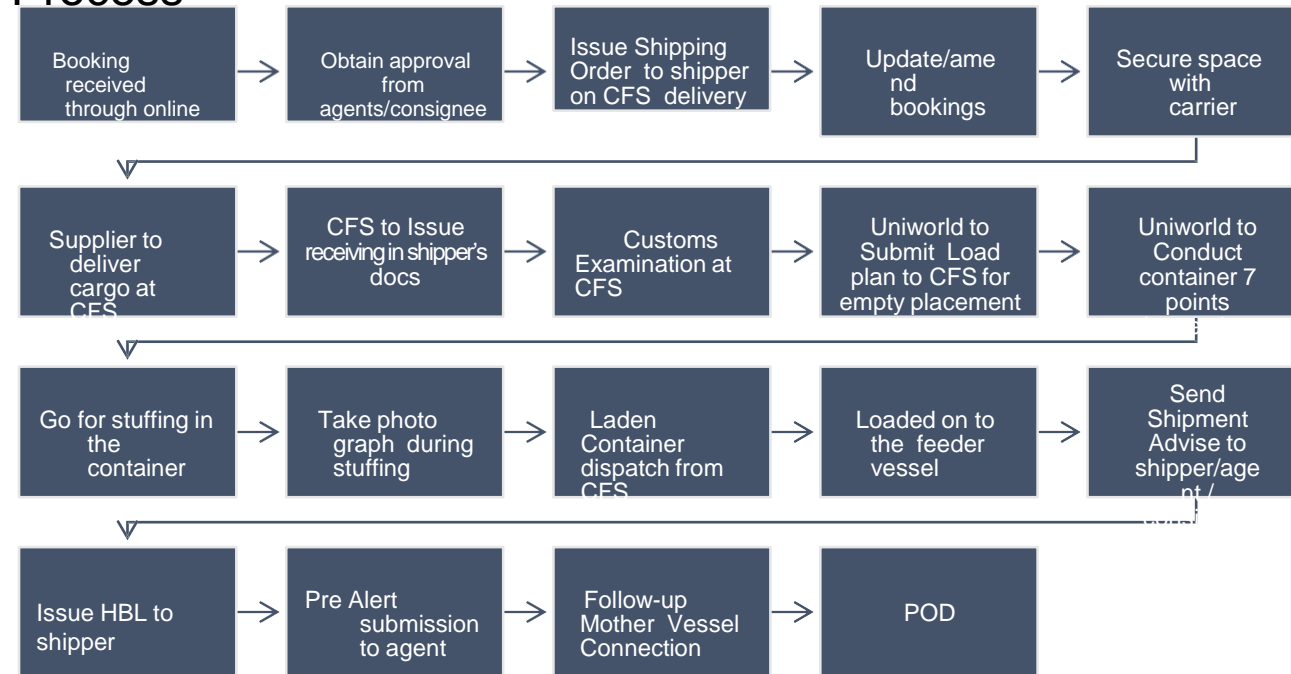 Process
Booking
received
through online
Obtain approval
from
agents/consignee
Issue Shipping
Order to shipper
on CFS delivery
Update/ame
nd
bookings
Secure space
with
carrier
Supplier to
deliver
cargo at
CFS
CFS to Issue
receiving in shipper's
docs
Customs
Examination at
CFS
Uniworld to
Submit Load
plan to CFS for
empty placement
Uniworld to
Conduct
container 7
points
Go for stuffing in
the
container
Take photo
graph during
stuffing
Laden
Container
dispatch from
CFS
Loaded on to
the feeder
vessel
Send
Shipment
Advise to
shipper/age
nt /
Issue HBL to
shipper
Pre Alert
submission
to agent
Follow-up
Mother Vessel
Connection
POD